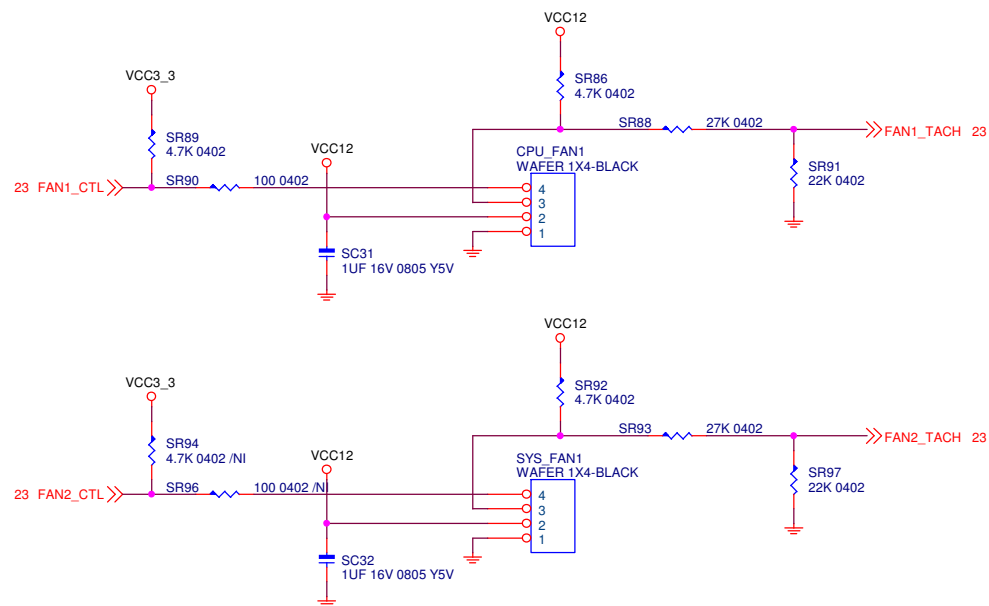 VCC12
SR86
4.7K 0402
VCC3_3
SR89
4.7K 0402
SR88 27K 0402
FAN1_TACH 23
VCC12
CPU_FAN1
WAFER 1X4-BLACK
SR91
22K 0402
23 FAN1_CTL
SR90 100 0402
4
3
2
1
SC31
1UF 16V 0805 Y5V
VCC12
SR92
4.7K 0402
VCC3_3
SR94
4.7K 0402 /NI
SR93 27K 0402
FAN2_TACH 23
VCC12
SYS_FAN1
WAFER 1X4-BLACK
SR97
22K 0402
23 FAN2_CTL
SR96 100 0402 /NI
4
3
2
1
SC32
1UF 16V 0805 Y5V